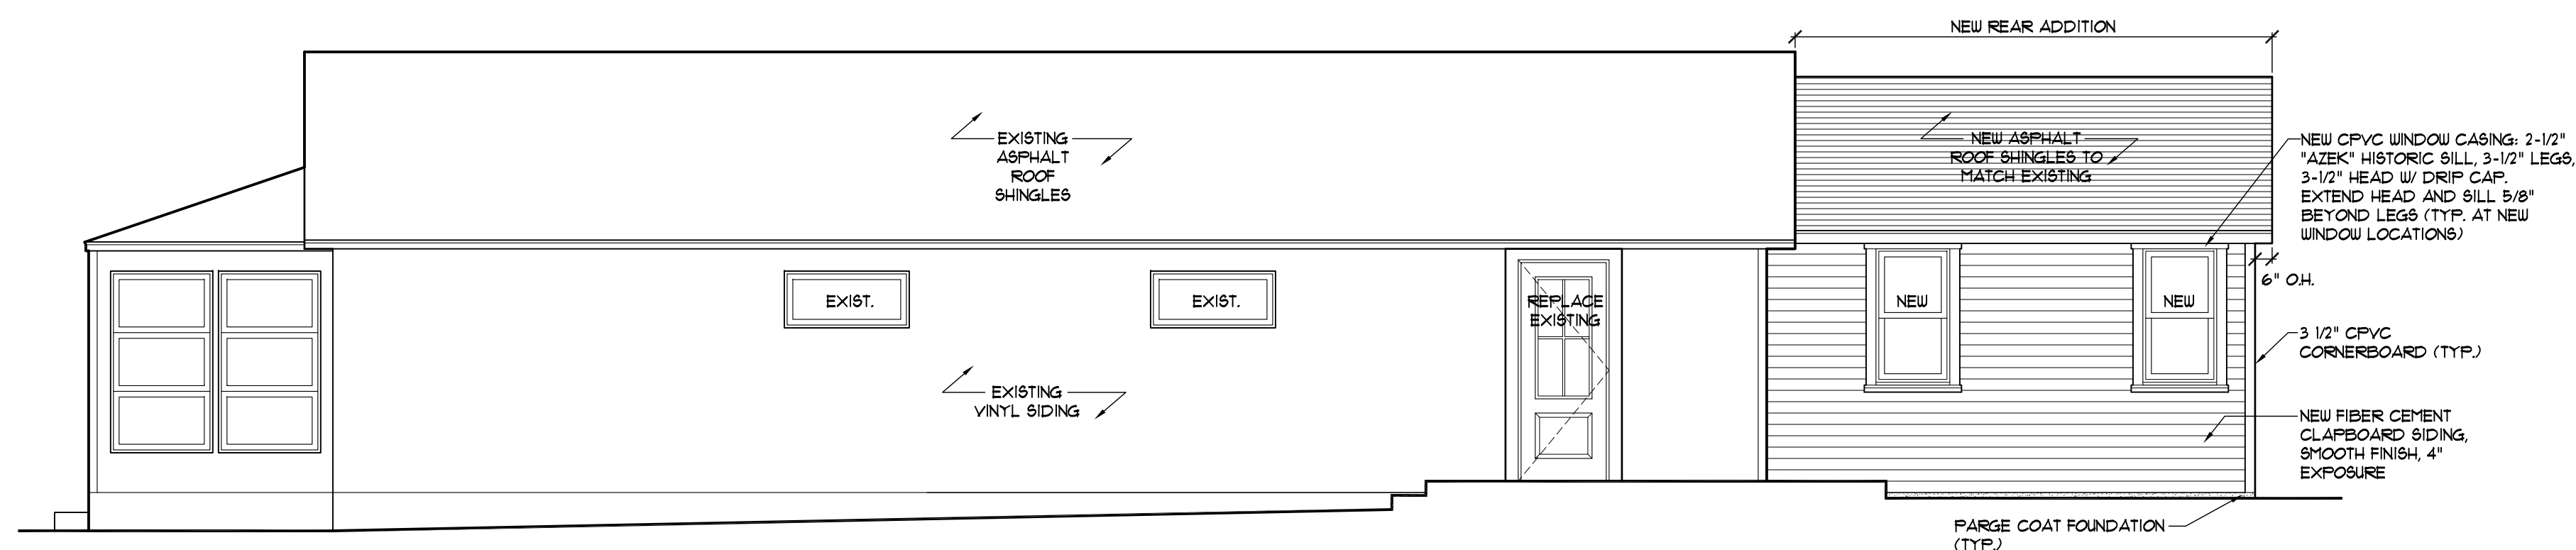 NEW REAR ADDITION
EXISTING
ASPHALT
ROOF
SHINGLES
NEW ASPHALT
ROOF SHINGLES TO
MATCH EXISTING
NEW CPVC WINDOW CASING: 2-1/2"
"AZEK" HISTORIC SILL, 3-1/2" LEGS,
3-1/2" HEAD W/ DRIP CAP.
EXTEND HEAD AND SILL 5/8"
BEYOND LEGS (TYP. AT NEW
WINDOW LOCATIONS)
6" O.H.
EXIST.
EXIST.
REPLACE
EXISTING
NEW
NEW
3 1/2" CPVC
CORNERBOARD (TYP.)
EXISTING
VINYL SIDING
NEW FIBER CEMENT
CLAPBOARD SIDING,
SMOOTH FINISH, 4"
EXPOSURE
PARGE COAT FOUNDATION
(TYP.)